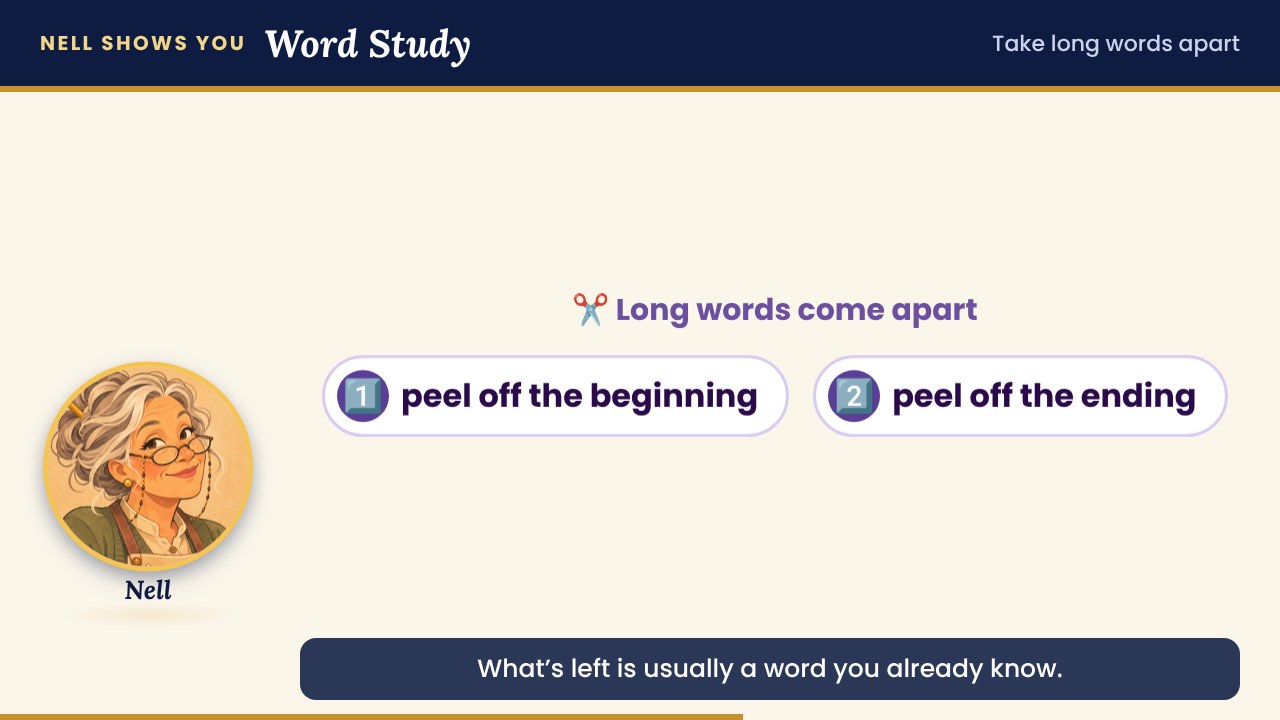 NELL SHOWS YOU Word Study
Take long words apart
✂️ Long words come apart
1 peel off the beginning
2 peel off the ending
Nell
What’s left is usually a word you already know.